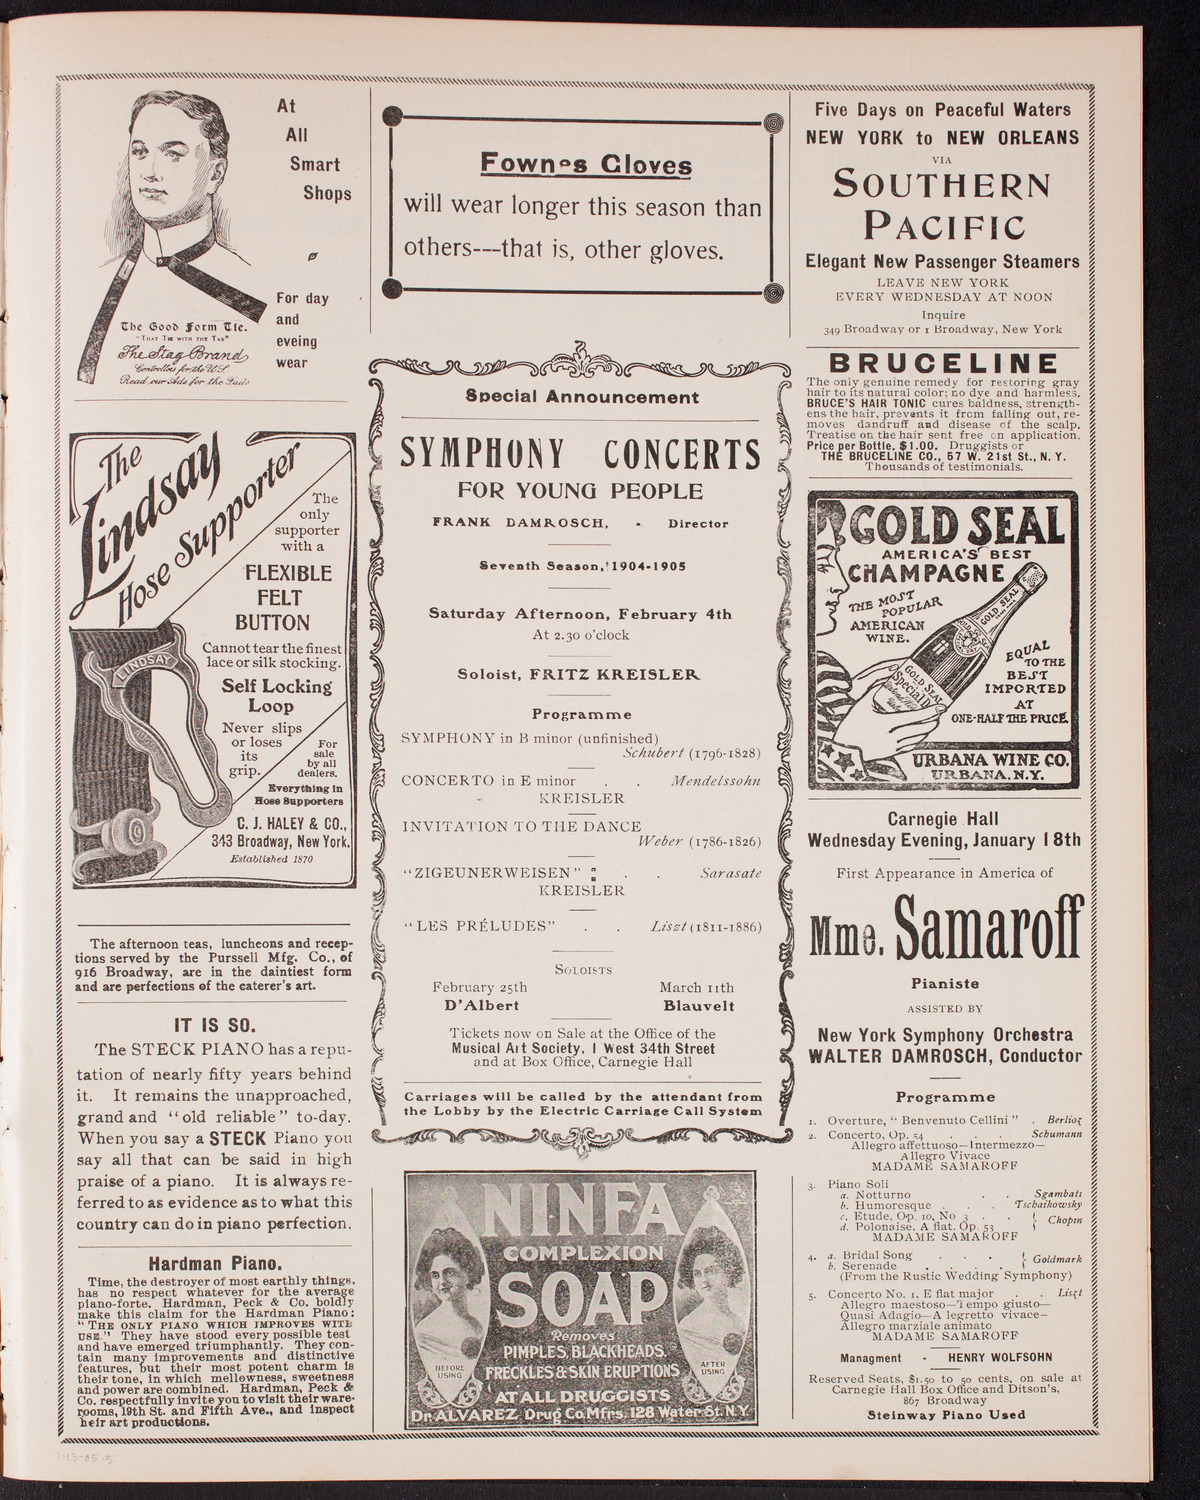 At
All
Smart
Shops
For day
and
eveing
wear
The Good Form Tie.
"THAT TIE WITH THE TAB"
The Stag Brand
Controllers for the U.S.
Read our Ads for the Fads
The
Lindsay
Hose Supporter
The
only
supporter
with a
FLEXIBLE
FELT
BUTTON
Cannot tear the finest
lace or silk stocking.
Self Locking
Loop
Never slips
or loses
its
grip.
For
sale
by all
dealers.
Everything in
Hose Supporters
C. J. HALEY & CO.,
343 Broadway, New York.
Established 1870
LINDSAY
The afternoon teas, luncheons and recep-
tions served by the Purssell Mfg. Co., of
916 Broadway, are in the daintiest form
and are perfections of the caterer's art.
IT IS SO.
The STECK PIANO has a repu-
tation of nearly fifty years behind
it. It remains the unapproached,
grand and "old reliable" to-day.
When you say a STECK Piano you
say all that can be said in high
praise of a piano. It is always re-
ferred to as evidence as to what this
country can do in piano perfection.
Hardman Piano.
Time, the destroyer of most earthly things,
has no respect whatever for the average
piano-forte. Hardman, Peck & Co. boldly
make this claim for the Hardman Piano:
"THE ONLY PIANO WHICH IMPROVES WITH
USE." They have stood every possible test
and have emerged triumphantly. They con-
tain many improvements and distinctive
features, but their most potent charm is
their tone, in which mellowness, sweetness
and power are combined. Hardman, Peck &
Co. respectfully invite you to visit their ware-
rooms, 19th St. and Fifth Ave., and inspect
heir art productions.
Fownes Gloves
will wear longer this season than
others---that is, other gloves.
Special Announcement
SYMPHONY CONCERTS
FOR YOUNG PEOPLE
FRANK DAMROSCH, - Director
Seventh Season, 1904-1905
Saturday Afternoon, February 4th
At 2.30 o'clock
Soloist, FRITZ KREISLER
Programme
SYMPHONY in B minor (unfinished)
Schubert (1796-1828)
CONCERTO in E minor . . Mendelssohn
KREISLER
INVITATION TO THE DANCE
Weber (1786-1826)
"ZIGEUNERWEISEN" : . . Sarasate
KREISLER
"LES PRÉLUDES" . . Liszt (1811-1886)
SOLOISTS
February 25th March 11th
D'Albert Blauvelt
Tickets now on Sale at the Office of the
Musical Art Society, 1 West 34th Street
and at Box Office, Carnegie Hall
Carriages will be called by the attendant from
the Lobby by the Electric Carriage Call System
NINFA
COMPLEXION
SOAP
Removes
PIMPLES, BLACKHEADS
FRECKLES & SKIN ERUPTIONS
BEFORE
USING
AFTER
USING
AT ALL DRUGGISTS
Dr. ALVAREZ Drug Co. Mfrs. 128 Water St. N.Y.
Five Days on Peaceful Waters
NEW YORK to NEW ORLEANS
VIA
SOUTHERN
PACIFIC
Elegant New Passenger Steamers
LEAVE NEW YORK
EVERY WEDNESDAY AT NOON
Inquire
349 Broadway or 1 Broadway, New York
BRUCELINE
The only genuine remedy for restoring gray
hair to its natural color; no dye and harmless.
BRUCE'S HAIR TONIC cures baldness, strength-
ens the hair, prevents it from falling out, re-
moves dandruff and disease of the scalp.
Treatise on the hair sent free on application.
Price per Bottle, $1.00. Druggists or
THE BRUCELINE CO., 57 W. 21st St., N. Y.
Thousands of testimonials.
GOLD SEAL
AMERICA'S BEST
CHAMPAGNE
THE MOST
POPULAR
AMERICAN
WINE.
GOLD SEAL
GOLD SEAL
Special Dry
EQUAL
TO THE
BEST
IMPORTED
AT
ONE-HALF THE PRICE
URBANA WINE CO.
URBANA, N.Y.
Carnegie Hall
Wednesday Evening, January 18th
First Appearance in America of
Mme. Samaroff
Pianiste
ASSISTED BY
New York Symphony Orchestra
WALTER DAMROSCH, Conductor
Programme
1. Overture, "Benvenuto Cellini" . Berlioz
2. Concerto, Op. 54 . . . Schumann
Allegro affettuoso—Intermezzo—
Allegro Vivace
MADAME SAMAROFF
3. Piano Soli
a. Notturno . . Sgambati
b. Humoresque . . . Tschaikowsky
c. Etude, Op. 10, No 3 . . } Chopin
d. Polonaise, A flat, Op. 53
MADAME SAMAROFF
4. a. Bridal Song . . . . } Goldmark
b. Serenade . . . .
(From the Rustic Wedding Symphony)
5. Concerto No. 1, E flat major . . Liszt
Allegro maestoso—Tempo giusto—
Quasi Adagio—Allegretto vivace—
Allegro marziale animato
MADAME SAMAROFF
Managment - HENRY WOLFSOHN
Reserved Seats, $1.50 to 50 cents, on sale at
Carnegie Hall Box Office and Ditson's,
867 Broadway
Steinway Piano Used
1-13-05.5